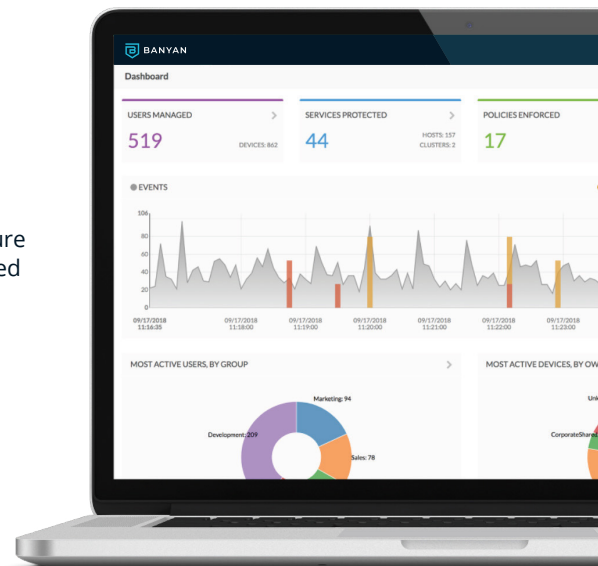 BANYAN
Dashboard
USERS MANAGED
519
DEVICES: 862
SERVICES PROTECTED
44
HOSTS: 157
CLUSTERS: 2
POLICIES ENFORCED
17
EVENTS
106
80
60
40
20
0
09/17/2018 09/17/2018 09/17/2018 09/17/2018 09/17/2018 09/17/2018 09/17/2018
11:16:35 11:18:00 11:19:00 11:20:00 11:21:00 11:22:00 11:23:00
ure
ed
MOST ACTIVE USERS, BY GROUP
Marketing: 94
Development: 209
Sales: 78
MOST ACTIVE DEVICES, BY OW
Unk
CorporateShared